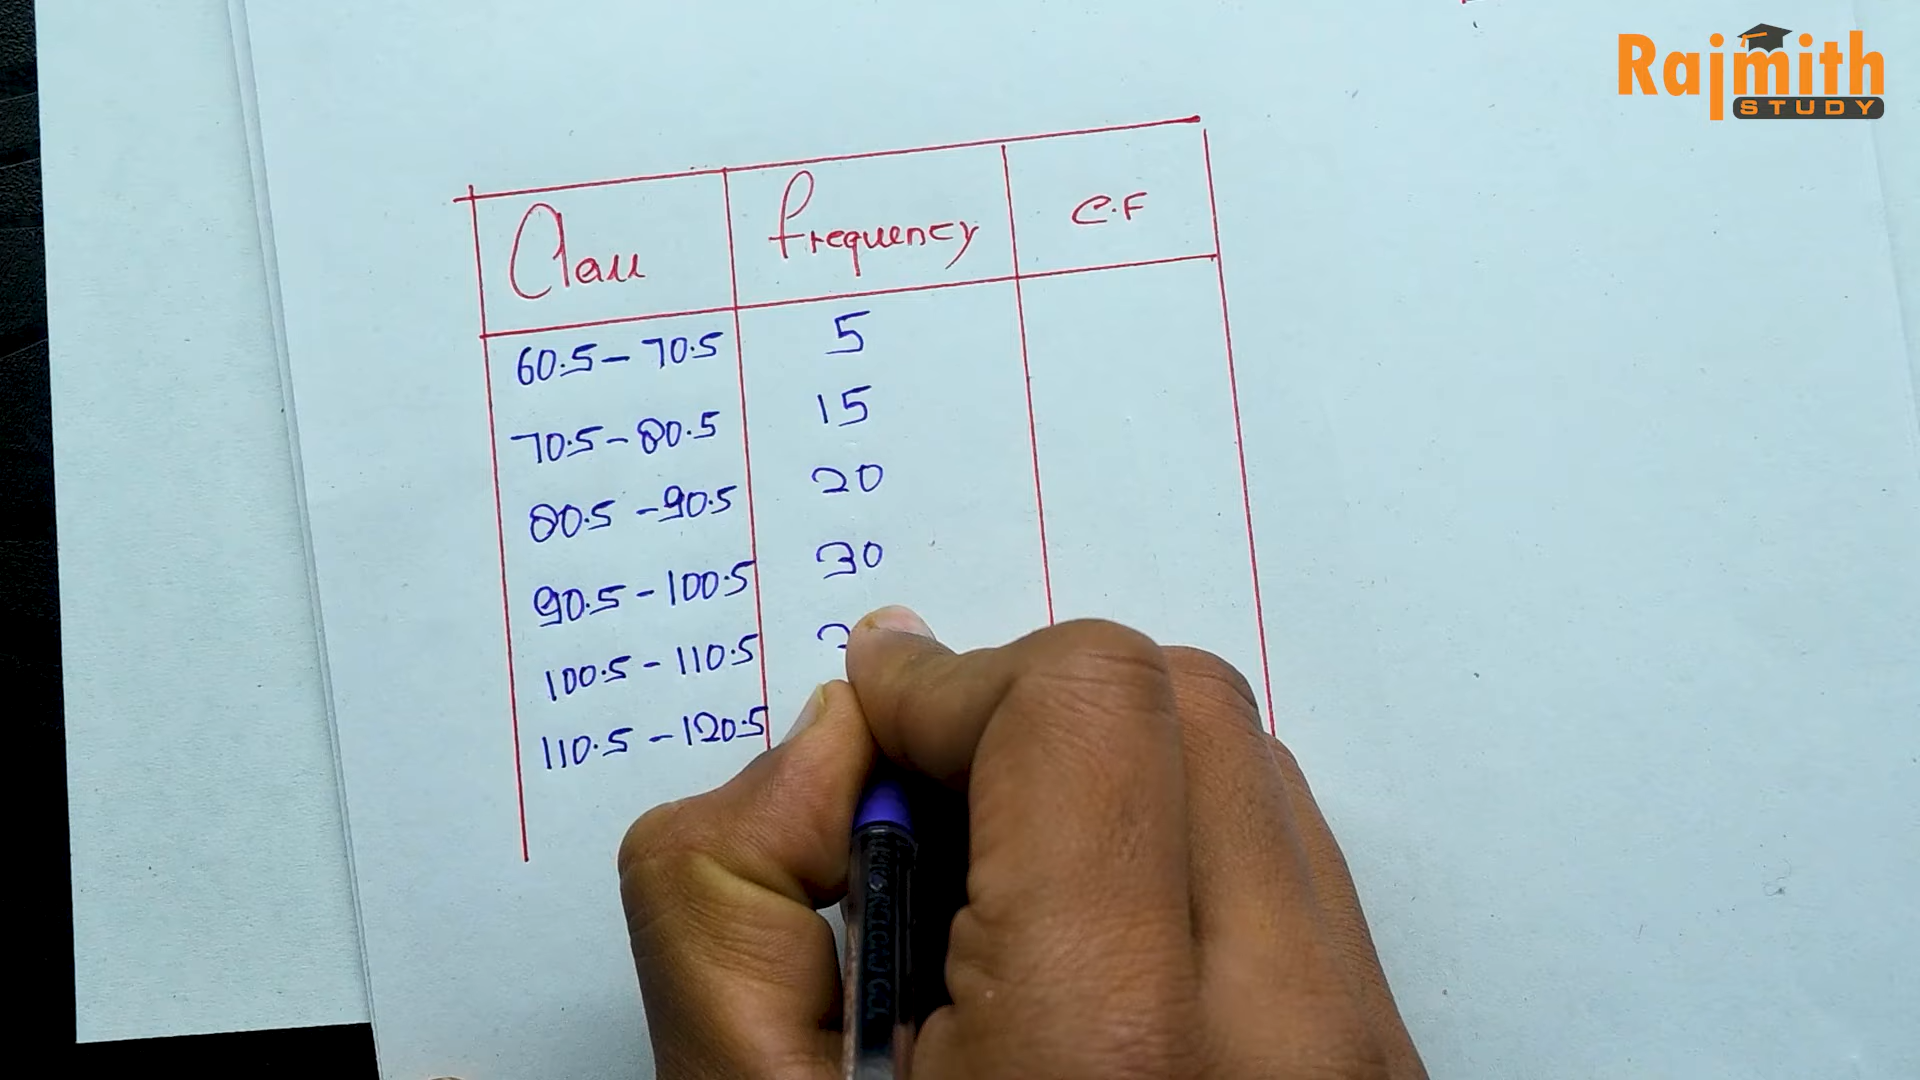 Rajmith
STUDY
Class frequency C.F
60.5 - 70.5 5
70.5 - 80.5 15
80.5 - 90.5 20
90.5 - 100.5 30
100.5 - 110.5
110.5 - 120.5